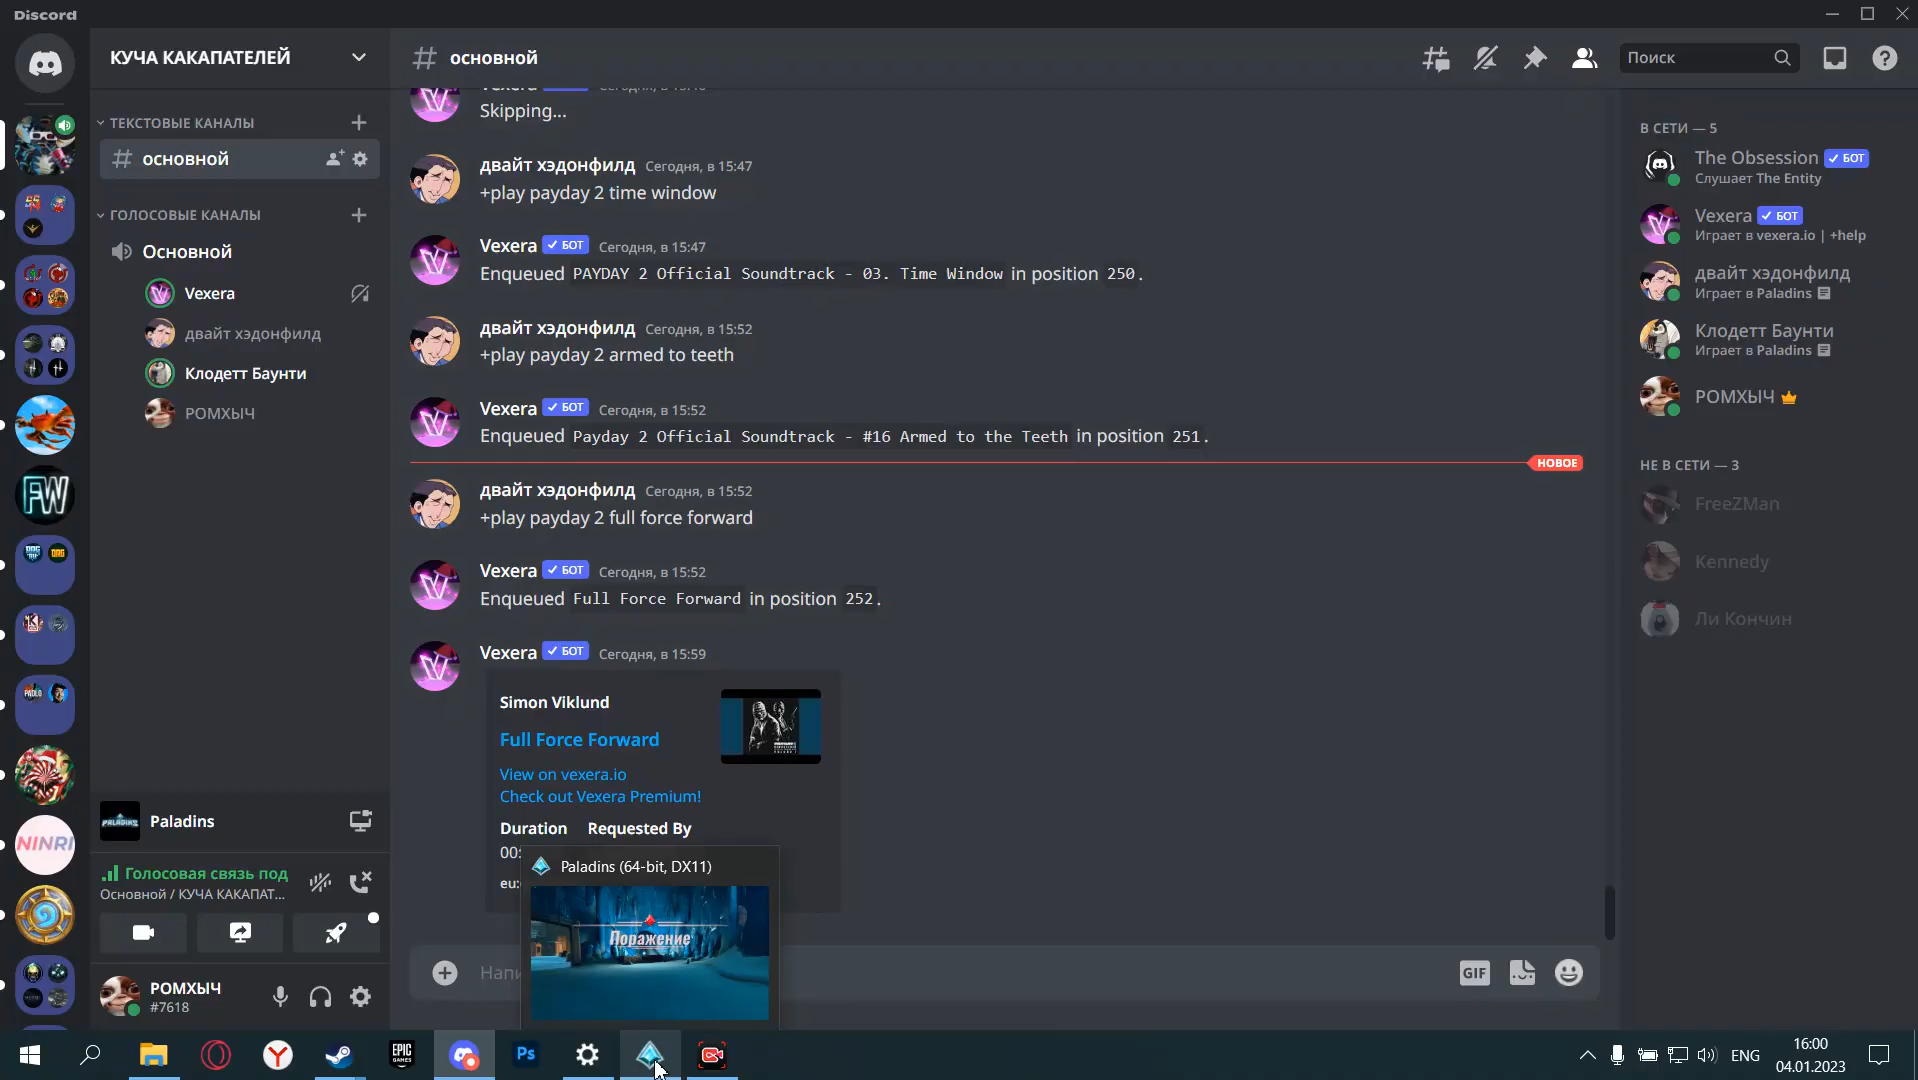 Discord
КУЧА КАКАПАТЕЛЕЙ
основной
Поиск
ТЕКСТОВЫЕ КАНАЛЫ
основной
ГОЛОСОВЫЕ КАНАЛЫ
Основной
Vexera
двайт хэдонфилд
Клодетт Баунти
РОМХЫЧ
Skipping...
двайт хэдонфилд Сегодня, в 15:47
+play payday 2 time window
Vexera БОТ Сегодня, в 15:47
Enqueued PAYDAY 2 Official Soundtrack - 03. Time Window in position 250.
двайт хэдонфилд Сегодня, в 15:52
+play payday 2 armed to teeth
Vexera БОТ Сегодня, в 15:52
Enqueued Payday 2 Official Soundtrack - #16 Armed to the Teeth in position 251.
НОВОЕ
двайт хэдонфилд Сегодня, в 15:52
+play payday 2 full force forward
Vexera БОТ Сегодня, в 15:52
Enqueued Full Force Forward in position 252.
Vexera БОТ Сегодня, в 15:59
Simon Viklund
Full Force Forward
View on vexera.io
Check out Vexera Premium!
Duration Requested By
00:
eu:
Paladins (64-bit, DX11)
Поражение
GIF
В СЕТИ — 5
The Obsession БОТ
Слушает The Entity
Vexera БОТ
Играет в vexera.io | +help
двайт хэдонфилд
Играет в Paladins
Клодетт Баунти
Играет в Paladins
РОМХЫЧ
НЕ В СЕТИ — 3
FreeZMan
Kennedy
Ли Кончин
FW
NINRI
PALADINS
Paladins
Голосовая связь под
Основной / КУЧА КАКАПАТ...
РОМХЫЧ
#7618
EPIC
GAMES
Ps
ENG
16:00
04.01.2023